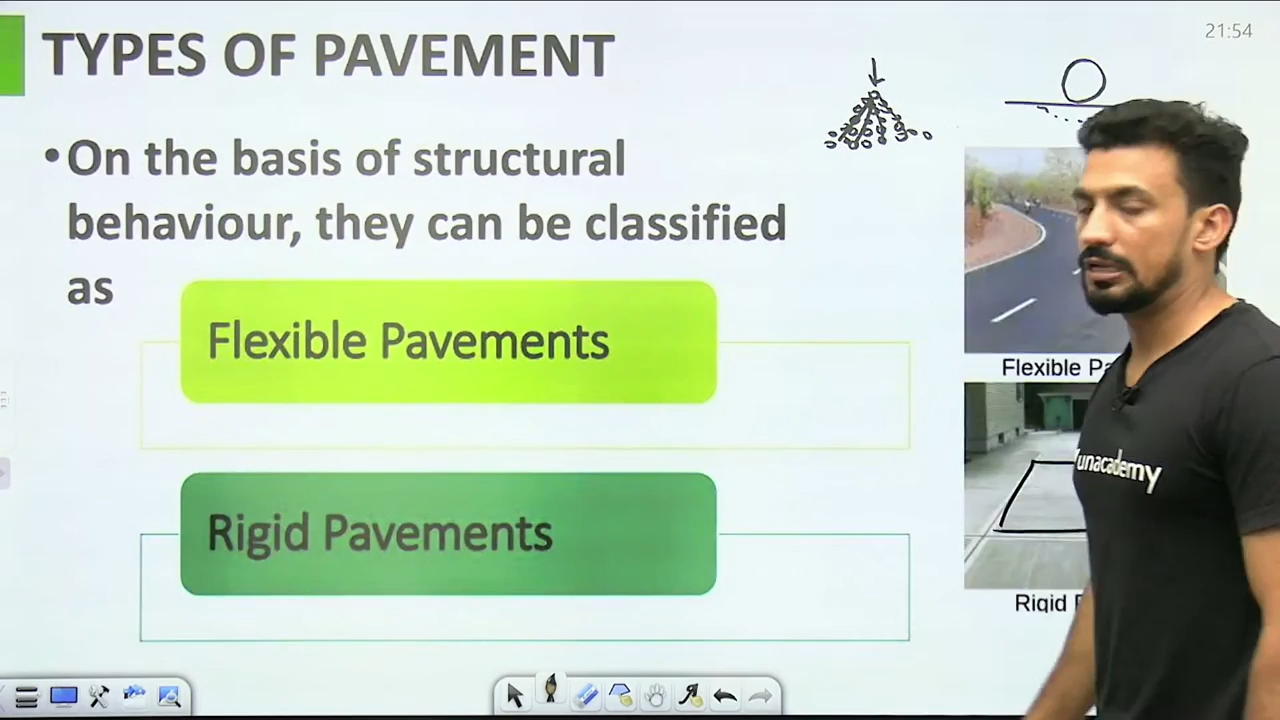 21:54
TYPES OF PAVEMENT
•On the basis of structural
behaviour, they can be classified
as
Flexible Pavements
Rigid Pavements
Flexible
Rigid
unacademy